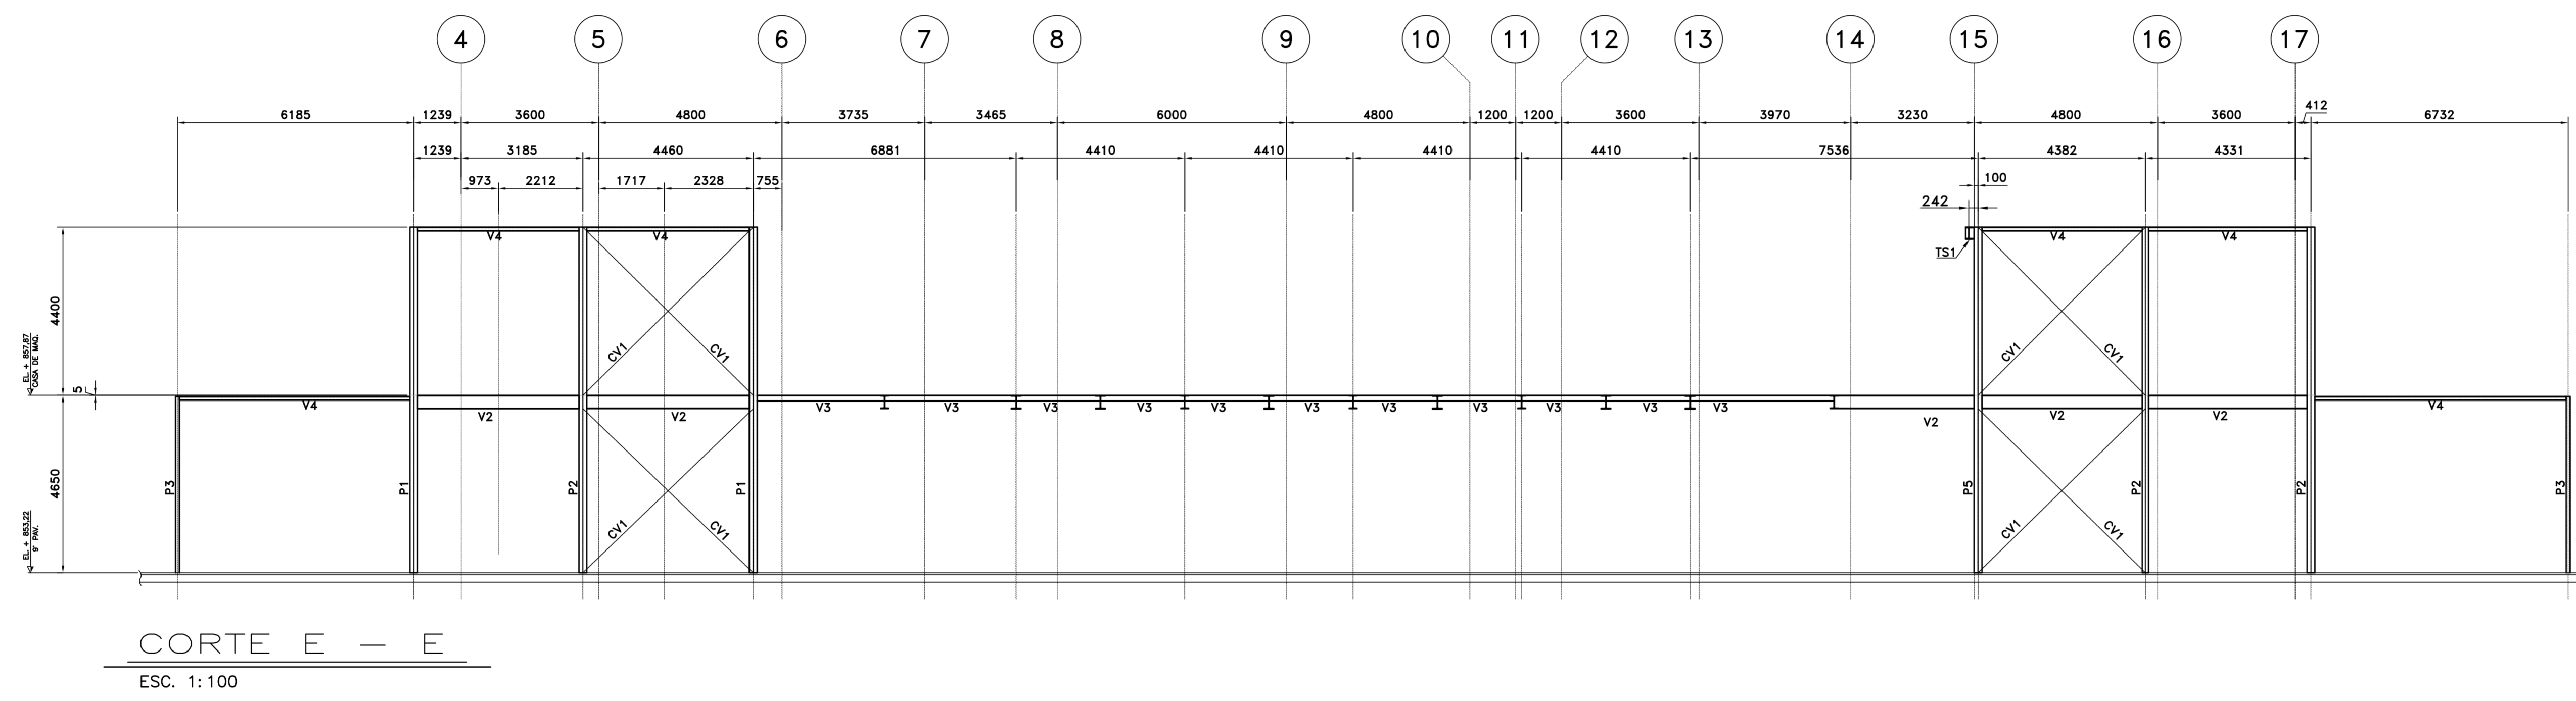 4 5 6 7 8 9 10 11 12 13 14 15 16 17
6185 1239 3600 4800 3735 3465 6000 4800 1200 1200 3600 3970 3230 4800 3600 412 6732
1239 3185 4460 6881 4410 4410 4410 4410 7536 4382 4331
973 2212 1717 2328 755 100
242
V4 V4 V4 V4
TS1
4400
CV1 CV1 CV1 CV1
EL. + 857,87
CASA DE MAQ.
5
V4 V3 V3 V3 V3 V3 V3 V3 V3 V3 V3 V3 V4
V2 V2 V2 V2 V2
4650
P3 P1 P2 P1 P5 P2 P2 P3
CV1 CV1 CV1 CV1
EL. + 853,22
9° PAV.
CORTE E – E
ESC. 1:100